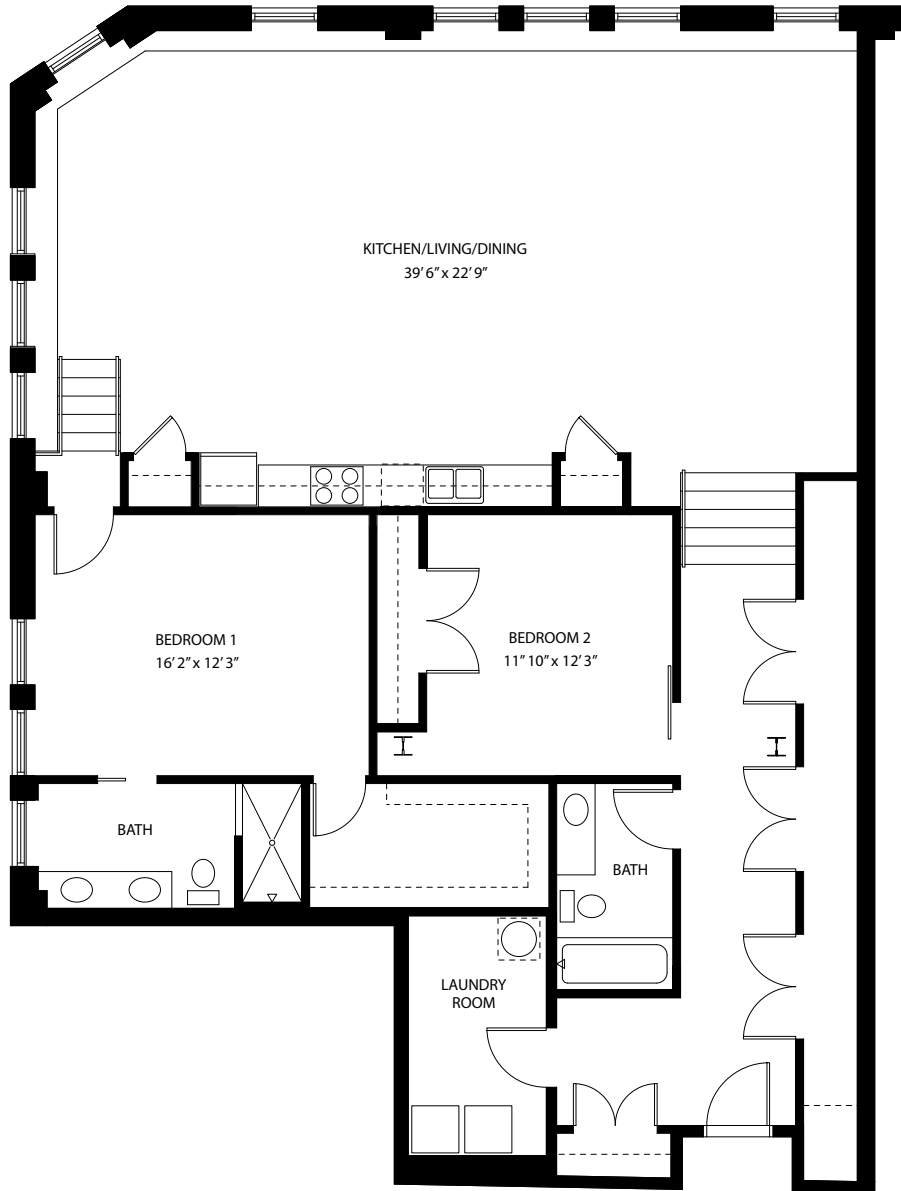 KITCHEN/LIVING/DINING
39' 6" x 22' 9"
BEDROOM 1
16' 2" x 12' 3"
BEDROOM 2
11" 10" x 12' 3"
BATH
BATH
LAUNDRY
ROOM